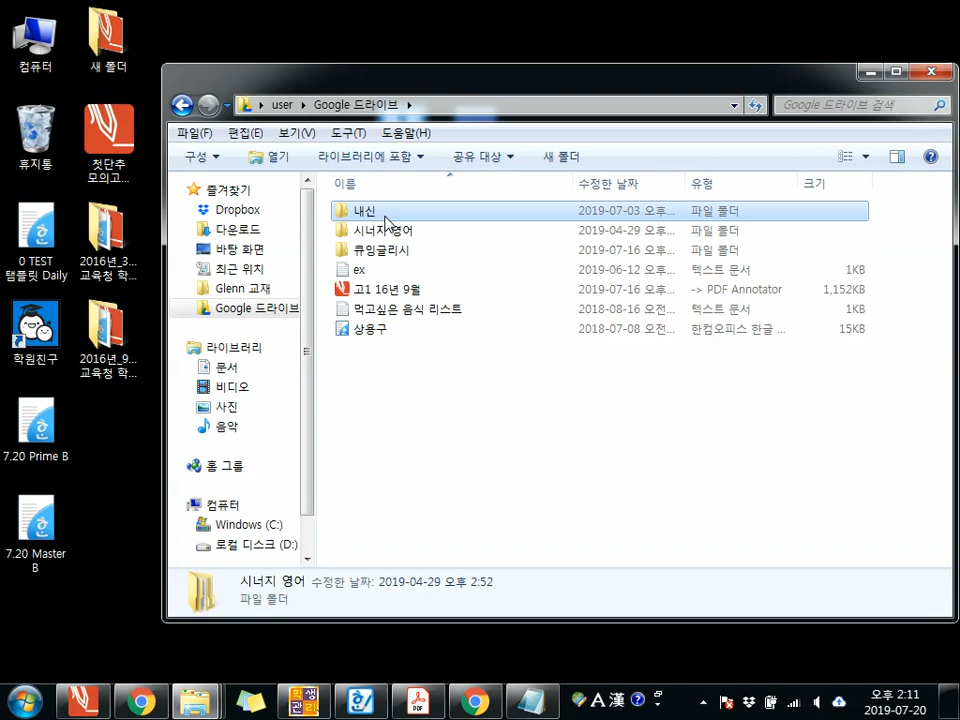 컴퓨터
새 폴더
휴지통
첫단추
모의고...
0 TEST
탬플릿 Daily
2016년_3...
교육청 학...
학원친구
2016년_9...
교육청 학...
7.20 Prime B
7.20 Master
B
user
Google 드라이브
Google 드라이브 검색
파일(F)
편집(E)
보기(V)
도구(T)
도움말(H)
구성
열기
라이브러리에 포함
공유 대상
새 폴더
즐겨찾기
Dropbox
다운로드
바탕 화면
최근 위치
Glenn 교재
Google 드라이브
라이브러리
문서
비디오
사진
음악
홈 그룹
컴퓨터
Windows (C:)
로컬 디스크 (D:)
이름 수정한 날짜 유형 크기
내신 2019-07-03 오후... 파일 폴더
시너지 영어 2019-04-29 오후... 파일 폴더
큐잉글리시 2019-07-16 오후... 파일 폴더
ex 2019-06-12 오후... 텍스트 문서 1KB
고1 16년 9월 2019-07-16 오후... -> PDF Annotator 1,152KB
먹고싶은 음식 리스트 2018-08-16 오전... 텍스트 문서 1KB
상용구 2018-07-08 오전... 한컴오피스 한글 ... 15KB
시너지 영어 수정한 날짜: 2019-04-29 오후 2:52
파일 폴더
학생
관리
PDF
A 漢
오후 2:11
2019-07-20